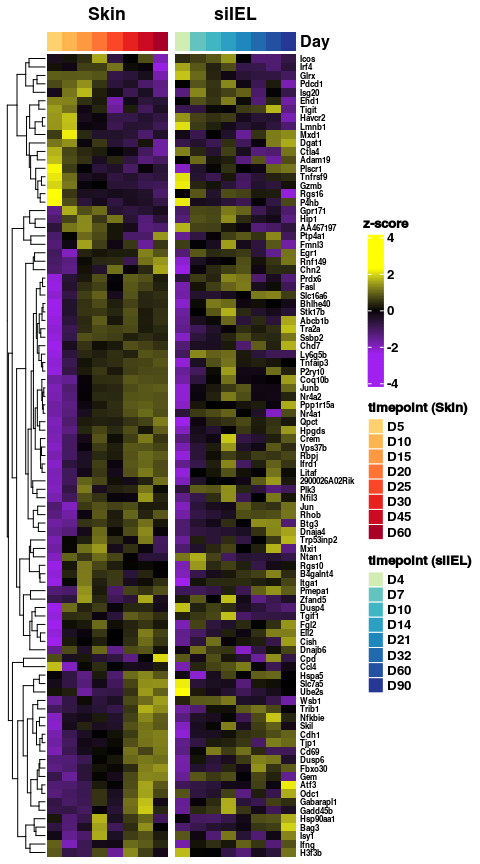 Skin
siIEL
Day
Icos
Irf4
Glrx
Pdcd1
Isg20
Ehd1
Tigit
Havcr2
Lmnb1
Mxd1
Dgat1
Ctla4
Adam19
Plscr1
Tnfrsf9
Gzmb
Rgs16
P4hb
Gpr171
Hip1
AA467197
Ptp4a1
Fmnl3
Egr1
Rnf149
Chn2
Prdx6
Fasl
Slc16a6
Bhlhe40
Stk17b
Abcb1b
Tra2a
Ssbp2
Chd7
Ly6g5b
Tnfaip3
P2ry10
Coq10b
Junb
Nr4a2
Ppp1r15a
Nr4a1
Qpct
Hpgds
Crem
Vps37b
Rbpj
Ifrd1
Litaf
2900026A02Rik
Plk3
Nfil3
Jun
Rhob
Btg3
Dnaja4
Trp53inp2
Mxi1
Ntan1
Rgs10
B4galnt4
Itga1
Pmepa1
Zfand5
Dusp4
Tgif1
Fgl2
Ell2
Cish
Dnajb6
Cpd
Ccl4
Hspa5
Slc7a5
Ube2s
Wsb1
Trib1
Nfkbie
Skil
Cdh1
Tjp1
Cd69
Dusp6
Fbxo30
Gem
Atf3
Odc1
Gabarapl1
Gadd45b
Hsp90aa1
Bag3
Isy1
Ifng
H3f3b
z-score
4
2
0
-2
-4
timepoint (Skin)
D5
D10
D15
D20
D25
D30
D45
D60
timepoint (siIEL)
D4
D7
D10
D14
D21
D32
D60
D90